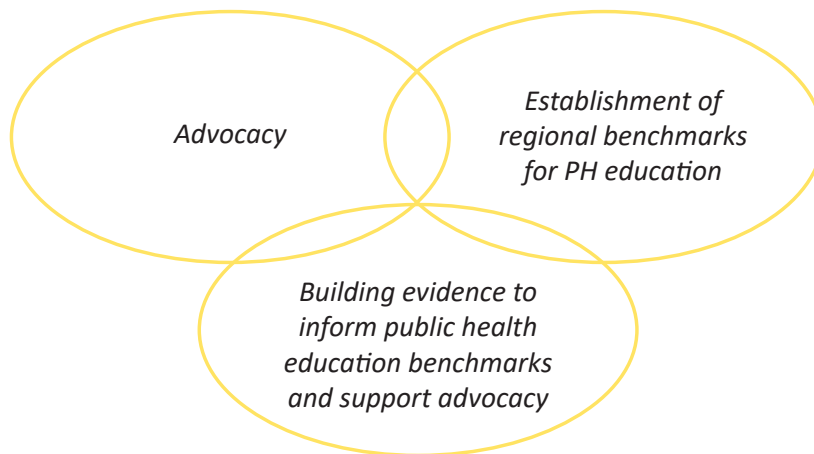 Advocacy
Establishment of
regional benchmarks
for PH education
Building evidence to
inform public health
education benchmarks
and support advocacy